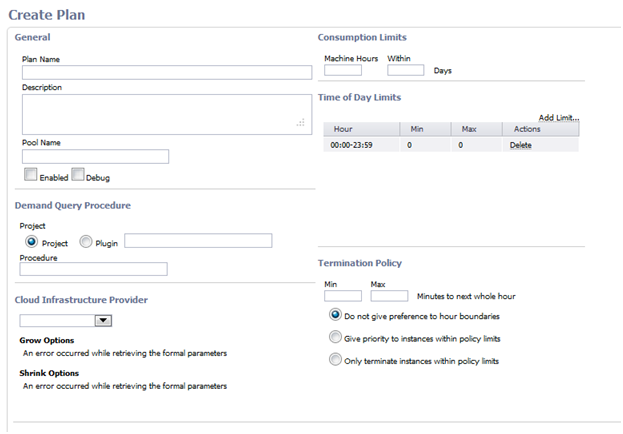 Create Plan
General
Plan Name
Description
Pool Name
Enabled Debug
Demand Query Procedure
Project
Project Plugin
Procedure
Cloud Infrastructure Provider
Grow Options
An error occurred while retrieving the formal parameters
Shrink Options
An error occurred while retrieving the formal parameters
Consumption Limits
Machine Hours Within
Days
Time of Day Limits
Add Limit...
Hour Min Max Actions
00:00-23:59 0 0 Delete
Termination Policy
Min Max
Minutes to next whole hour
Do not give preference to hour boundaries
Give priority to instances within policy limits
Only terminate instances within policy limits